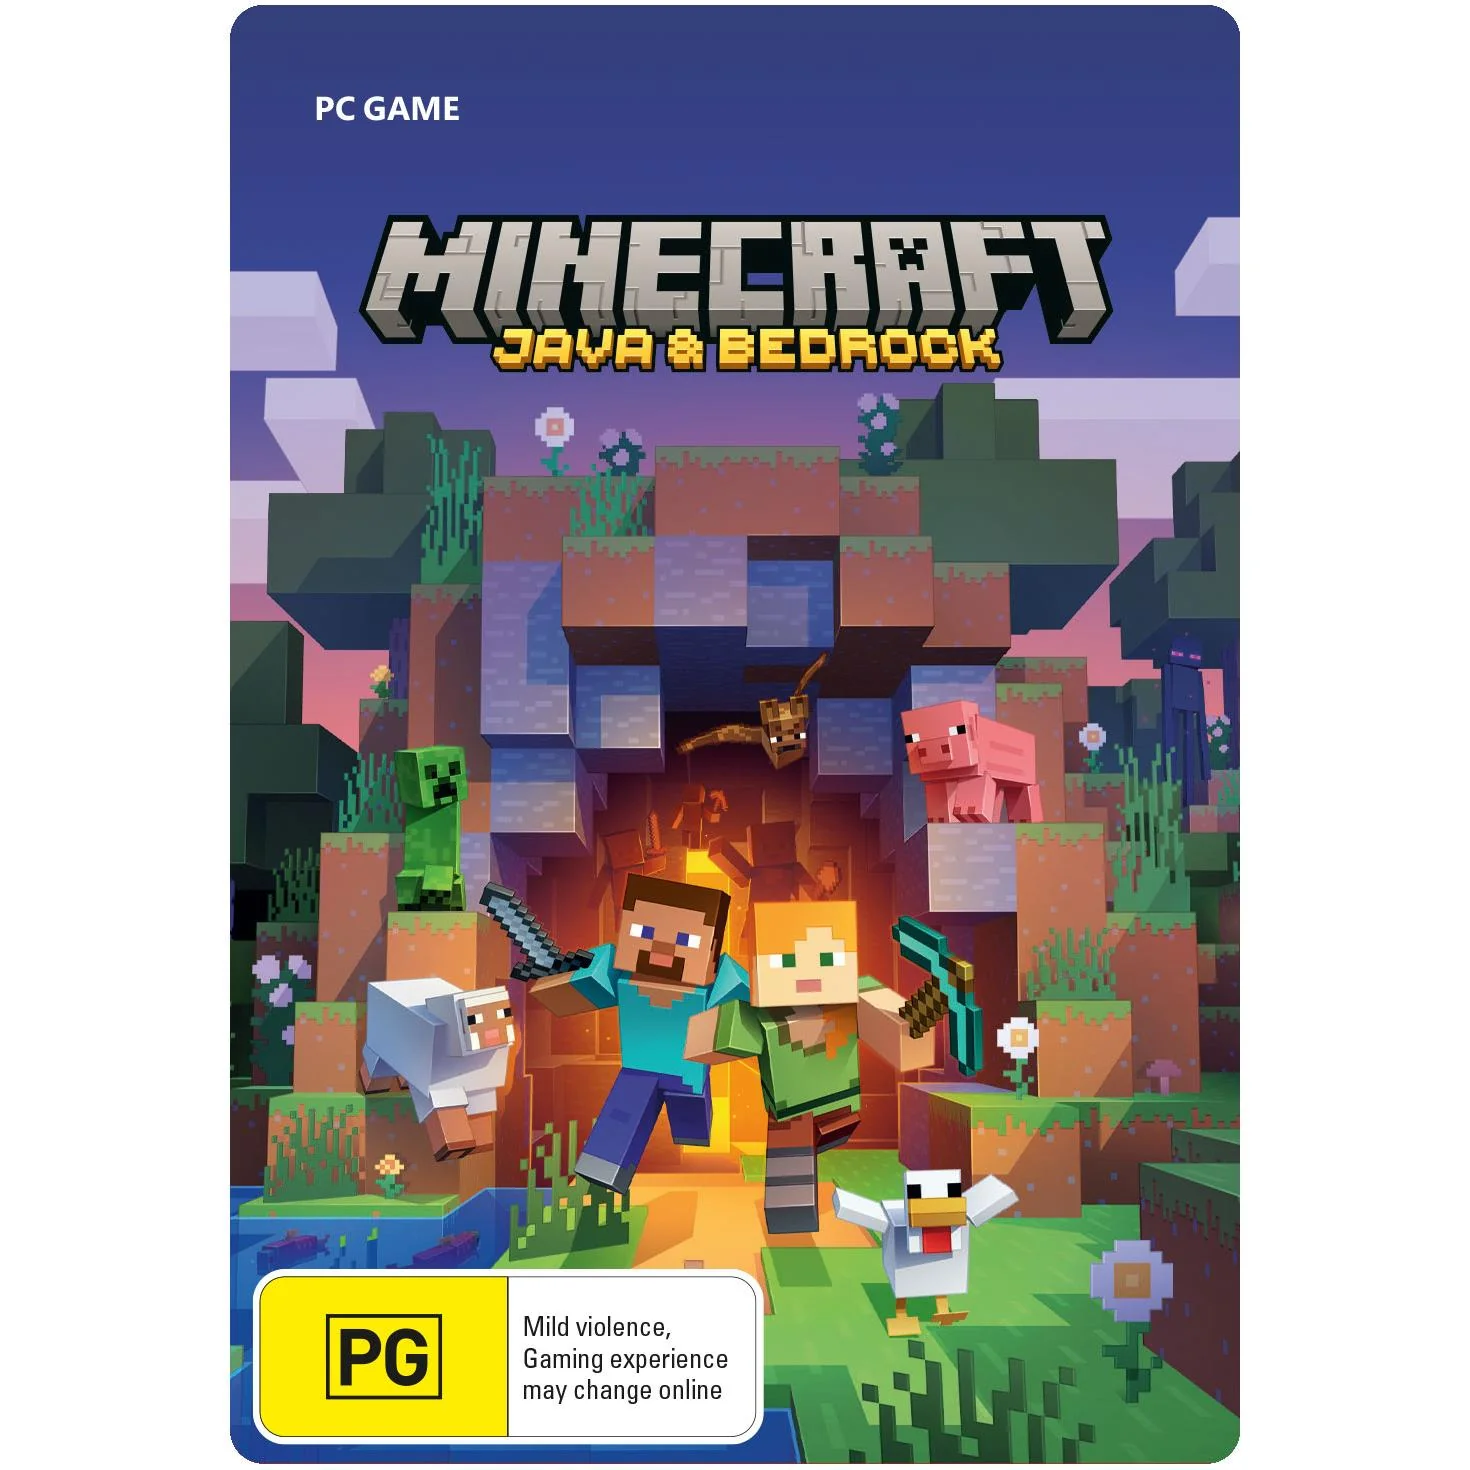 PC GAME
MINECRAFT
JAVA & BEDROCK
PG
Mild violence,
Gaming experience
may change online